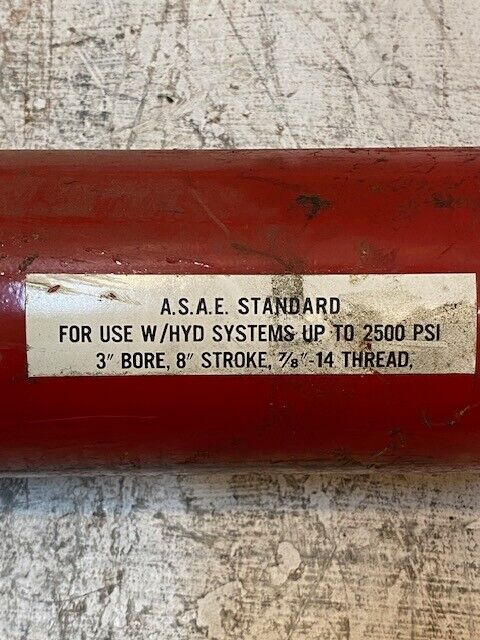 A.S.A.E. STANDARD
FOR USE W/HYD SYSTEMS UP TO 2500 PSI
3" BORE, 8" STROKE, 7/8"-14 THREAD,